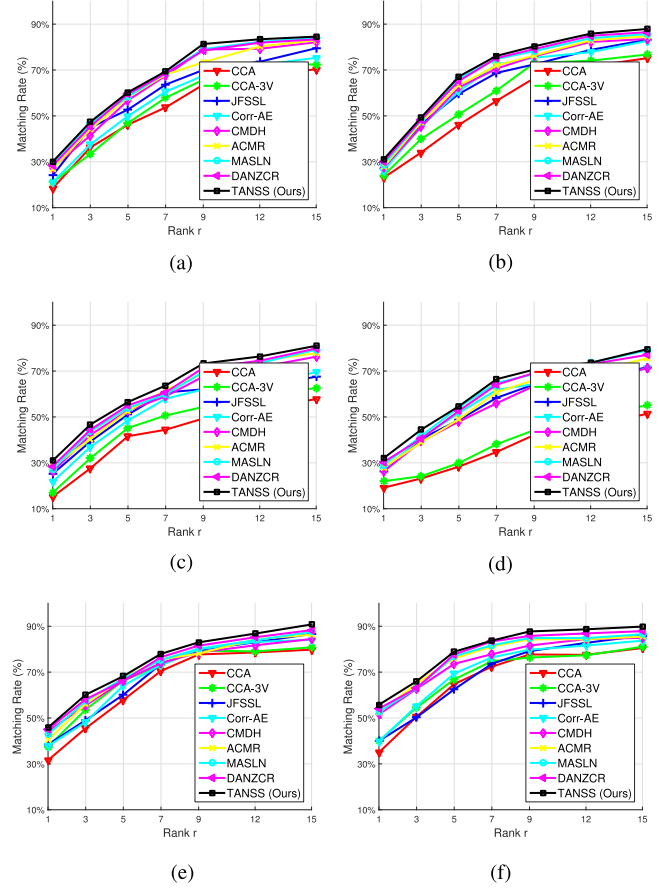 90%
70%
50%
30%
10%
Matching Rate (%)
1 3 5 7 9 12 15
Rank r
CCA
CCA-3V
JFSSL
Corr-AE
CMDH
ACMR
MASLN
DANZCR
TANSS (Ours)
(a)
90%
70%
50%
30%
10%
Matching Rate (%)
1 3 5 7 9 12 15
Rank r
CCA
CCA-3V
JFSSL
Corr-AE
CMDH
ACMR
MASLN
DANZCR
TANSS (Ours)
(b)
90%
70%
50%
30%
10%
Matching Rate (%)
1 3 5 7 9 12 15
Rank r
CCA
CCA-3V
JFSSL
Corr-AE
CMDH
ACMR
MASLN
DANZCR
TANSS (Ours)
(c)
90%
70%
50%
30%
10%
Matching Rate (%)
1 3 5 7 9 12 15
Rank r
CCA
CCA-3V
JFSSL
Corr-AE
CMDH
ACMR
MASLN
DANZCR
TANSS (Ours)
(d)
90%
70%
50%
30%
10%
Matching Rate (%)
1 3 5 7 9 12 15
Rank r
CCA
CCA-3V
JFSSL
Corr-AE
CMDH
ACMR
MASLN
DANZCR
TANSS (Ours)
(e)
90%
70%
50%
30%
10%
Matching Rate (%)
1 3 5 7 9 12 15
Rank r
CCA
CCA-3V
JFSSL
Corr-AE
CMDH
ACMR
MASLN
DANZCR
TANSS (Ours)
(f)